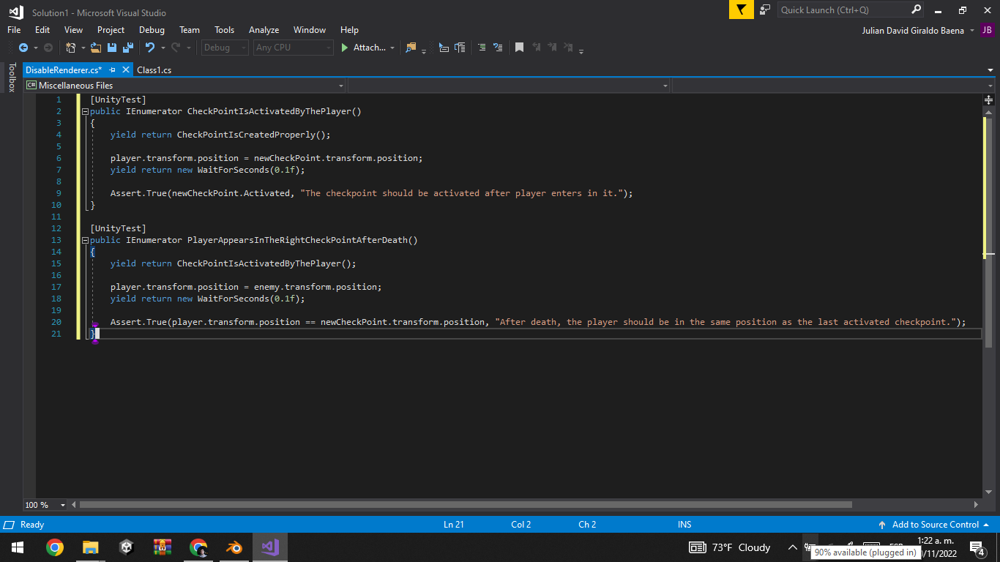 Solution1 - Microsoft Visual Studio
Quick Launch (Ctrl+Q)
File Edit View Project Debug Team Tools Analyze Window Help
Julian David Giraldo Baena JB
Debug Any CPU Attach...
Toolbox
DisableRenderer.cs* Class1.cs
C# Miscellaneous Files
1 [UnityTest]
2 public IEnumerator CheckPointIsActivatedByThePlayer()
3 {
4 yield return CheckPointIsCreatedProperly();
5
6 player.transform.position = newCheckPoint.transform.position;
7 yield return new WaitForSeconds(0.1f);
8
9 Assert.True(newCheckPoint.Activated, "The checkpoint should be activated after player enters in it.");
10 }
11
12 [UnityTest]
13 public IEnumerator PlayerAppearsInTheRightCheckPointAfterDeath()
14 {
15 yield return CheckPointIsActivatedByThePlayer();
16
17 player.transform.position = enemy.transform.position;
18 yield return new WaitForSeconds(0.1f);
19
20 Assert.True(player.transform.position == newCheckPoint.transform.position, "After death, the player should be in the same position as the last activated checkpoint.");
21 }
100 %
Ready Ln 21 Col 2 Ch 2 INS Add to Source Control
73°F Cloudy
1:22 a. m.
/11/2022
90% available (plugged in)
4